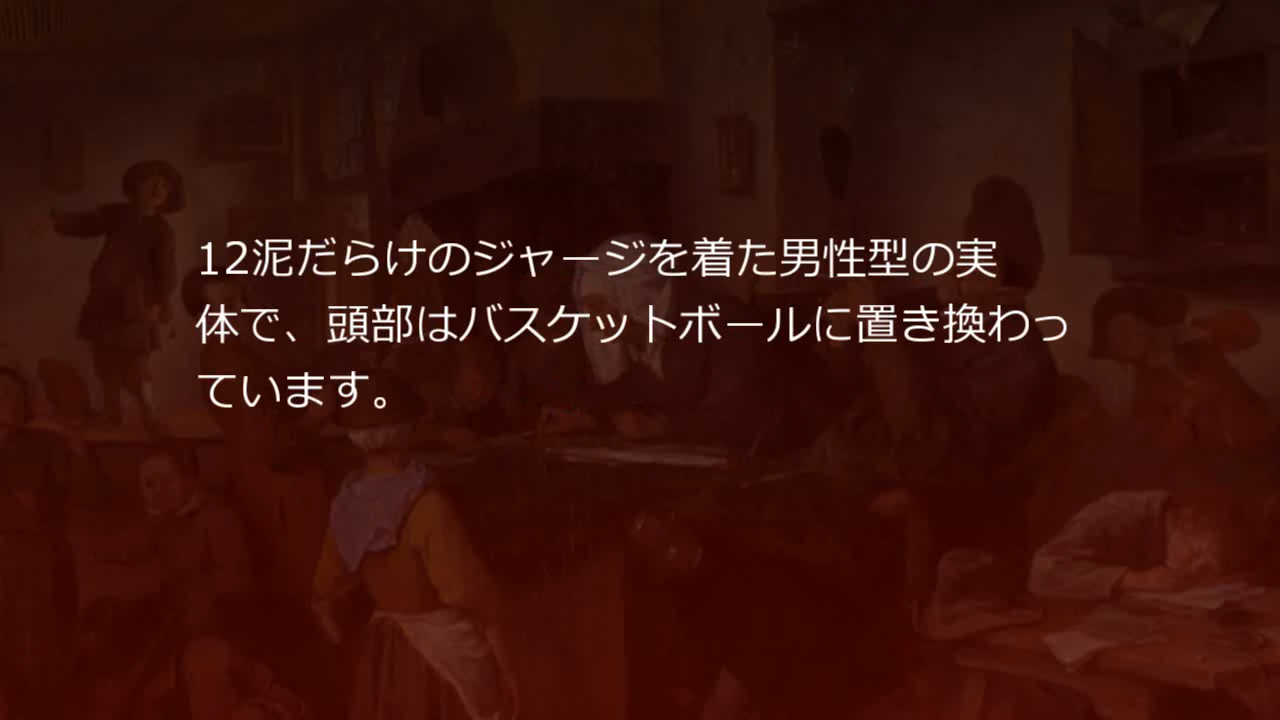 12泥だらけのジャージを着た男性型の実
体で、頭部はバスケットボールに置き換わっ
ています。